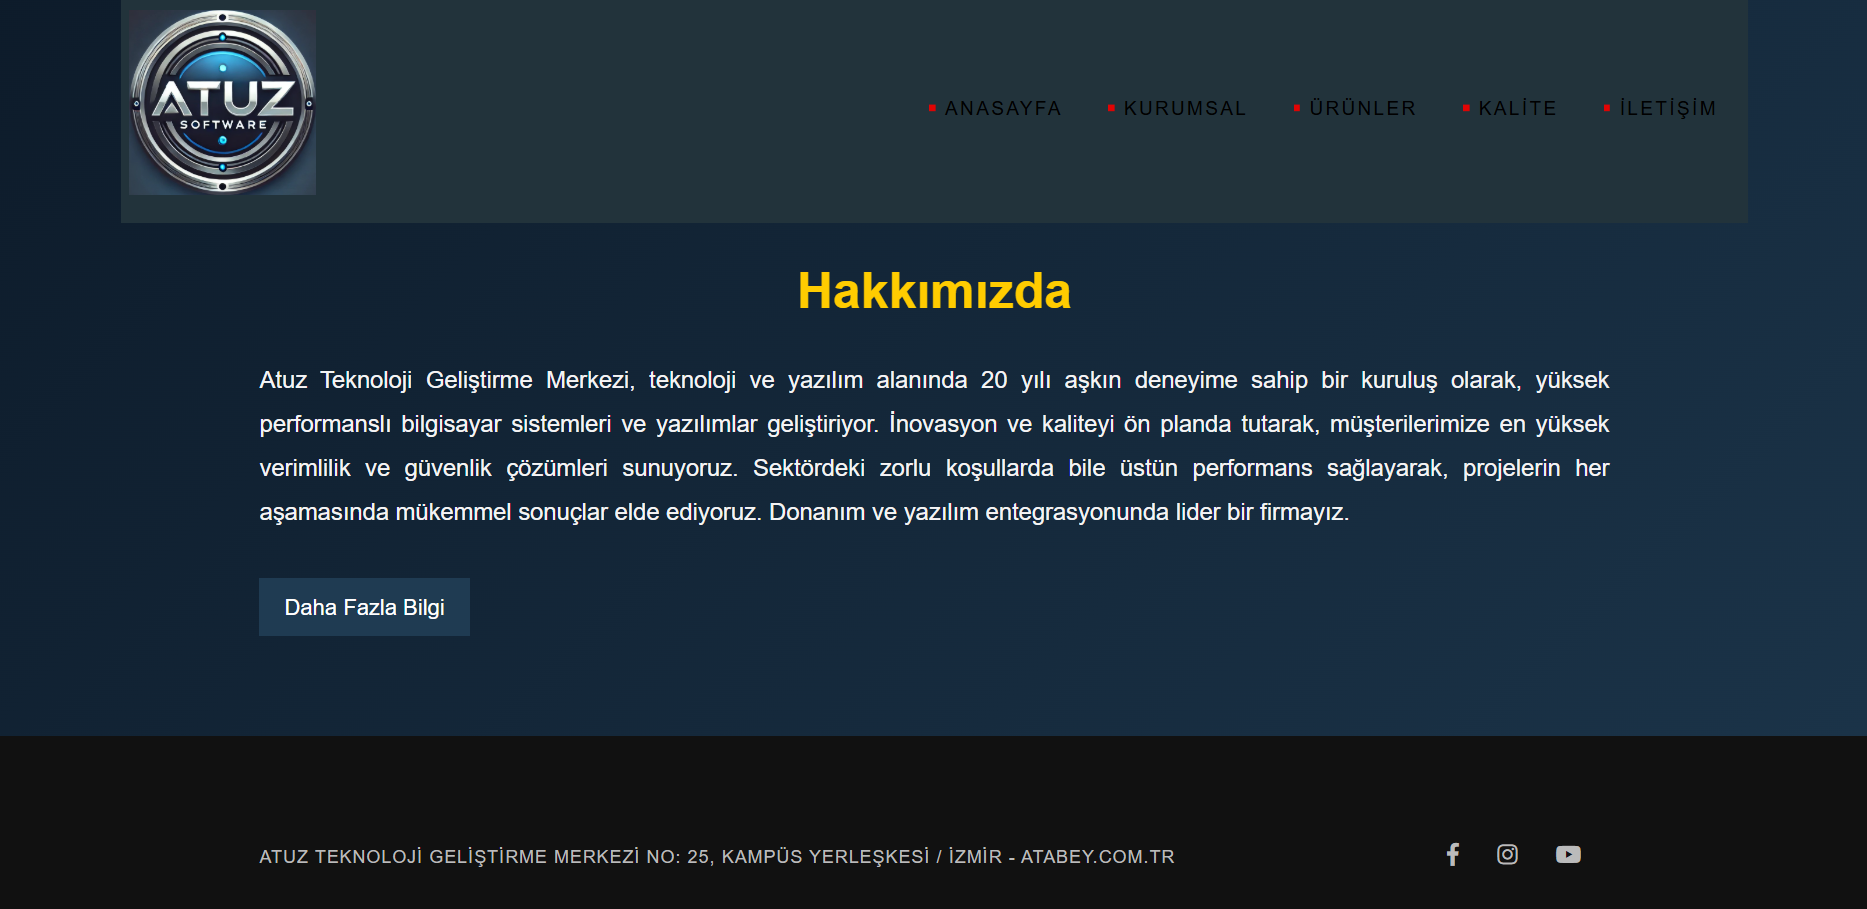 ATUZ
SOFTWARE
ANASAYFA
KURUMSAL
ÜRÜNLER
KALİTE
İLETİŞİM
Hakkımızda
Atuz Teknoloji Geliştirme Merkezi, teknoloji ve yazılım alanında 20 yılı aşkın deneyime sahip bir kuruluş olarak, yüksek
performanslı bilgisayar sistemleri ve yazılımlar geliştiriyor. İnovasyon ve kaliteyi ön planda tutarak, müşterilerimize en yüksek
verimlilik ve güvenlik çözümleri sunuyoruz. Sektördeki zorlu koşullarda bile üstün performans sağlayarak, projelerin her
aşamasında mükemmel sonuçlar elde ediyoruz. Donanım ve yazılım entegrasyonunda lider bir firmayız.
Daha Fazla Bilgi
ATUZ TEKNOLOJİ GELİŞTİRME MERKEZİ NO: 25, KAMPÜS YERLEŞKESİ / İZMİR - ATABEY.COM.TR